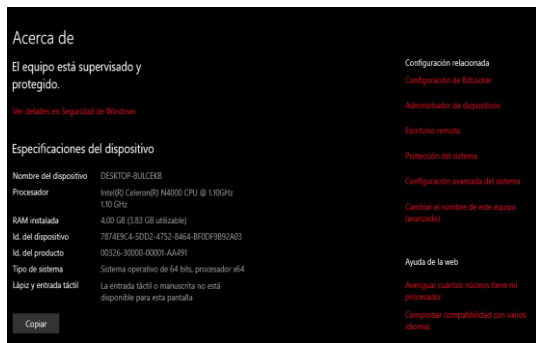 Acerca de
El equipo está supervisado y
protegido.
Ver detalles en Seguridad de Windows
Especificaciones del dispositivo
Nombre del dispositivo DESKTOP-8ULCEKB
Procesador Intel(R) Celeron(R) N4000 CPU @ 1.10GHz
1.10 GHz
RAM instalada 4,00 GB (3,83 GB utilizable)
Id. del dispositivo 7874E9C4-5DD2-4752-8464-BF0DF9B92A03
Id. del producto 00326-30000-00001-AA491
Tipo de sistema Sistema operativo de 64 bits, procesador x64
Lápiz y entrada táctil La entrada táctil o manuscrita no está
disponible para esta pantalla
Copiar
Configuración relacionada
Configuración de BitLocker
Administrador de dispositivos
Escritorio remoto
Protección del sistema
Configuración avanzada del sistema
Cambiar el nombre de este equipo
(avanzado)
Ayuda de la web
Averiguar cuántos núcleos tiene mi
procesador
Comprobar compatibilidad con varios
idiomas